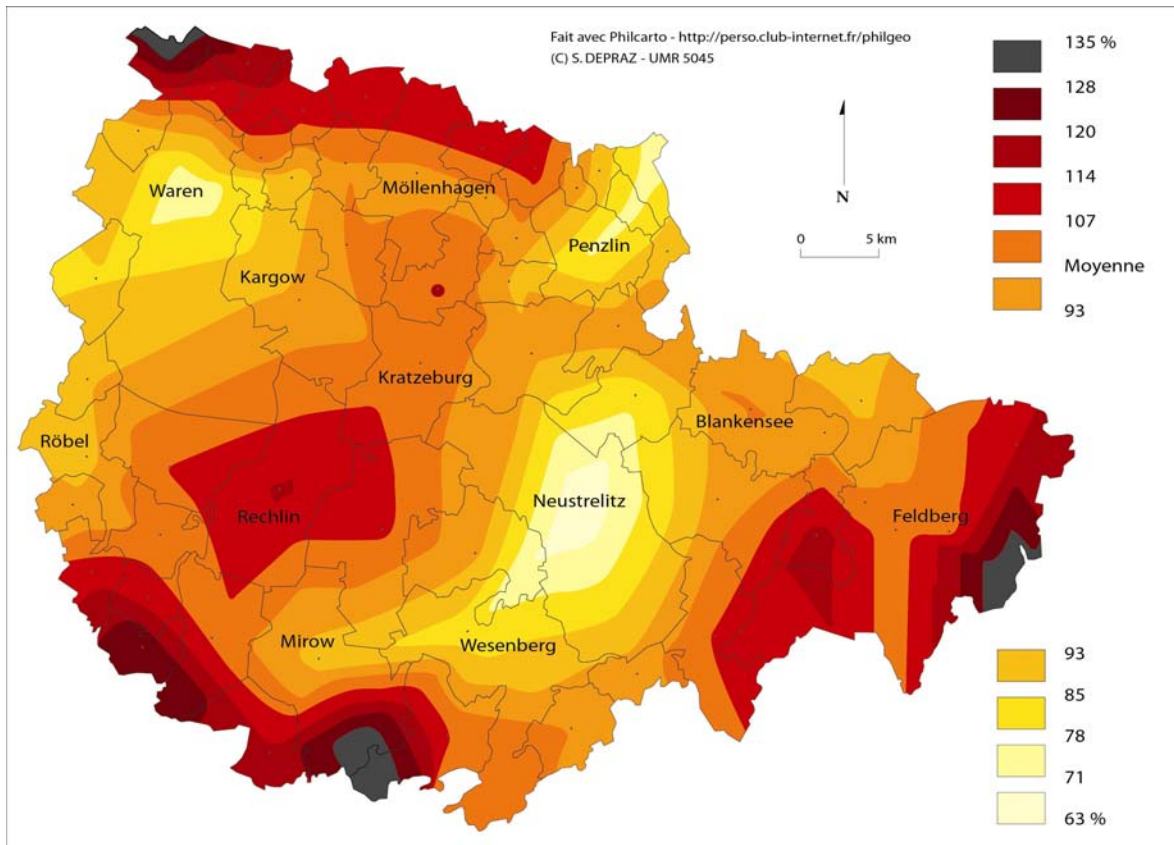 Fait avec Philcarto - http://perso.club-internet.fr/philgeo
(C) S. DEPRAZ - UMR 5045
135 %
128
120
114
107
Moyenne
93
N
0 5 km
Waren
Möllenhagen
Penzlin
Kargow
Kratzeburg
Blankensee
Röbel
Neustrelitz
Rechlin
Feldberg
Mirow
Wesenberg
93
85
78
71
63 %